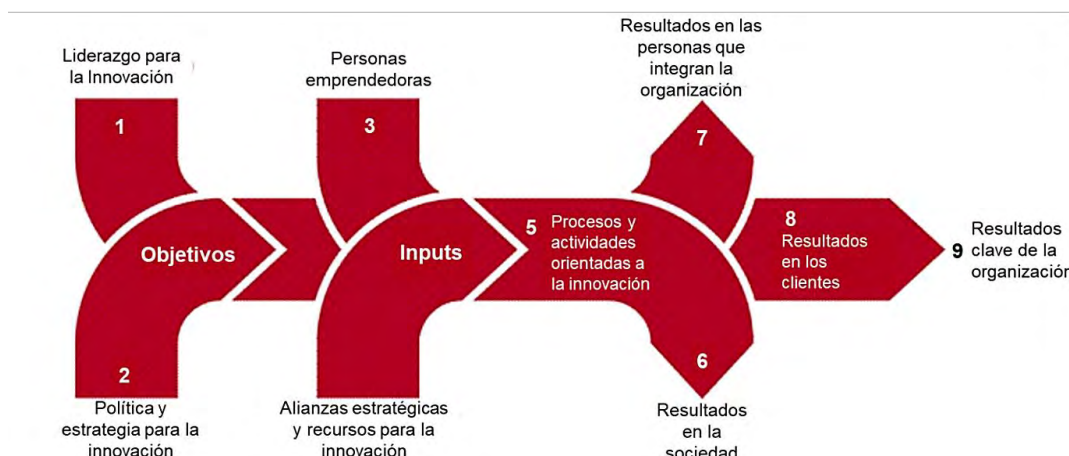 Liderazgo para
la Innovación
1
Personas
emprendedoras
3
Resultados en las
personas que
integran la
organización
7
Objetivos
Inputs
5 Procesos y
actividades
orientadas a
la innovación
8
Resultados
en los
clientes
9 Resultados
clave de la
organización
2
Política y
estrategia para la
innovación
Alianzas estratégicas
y recursos para la
innovación
6
Resultados
en la
sociedad